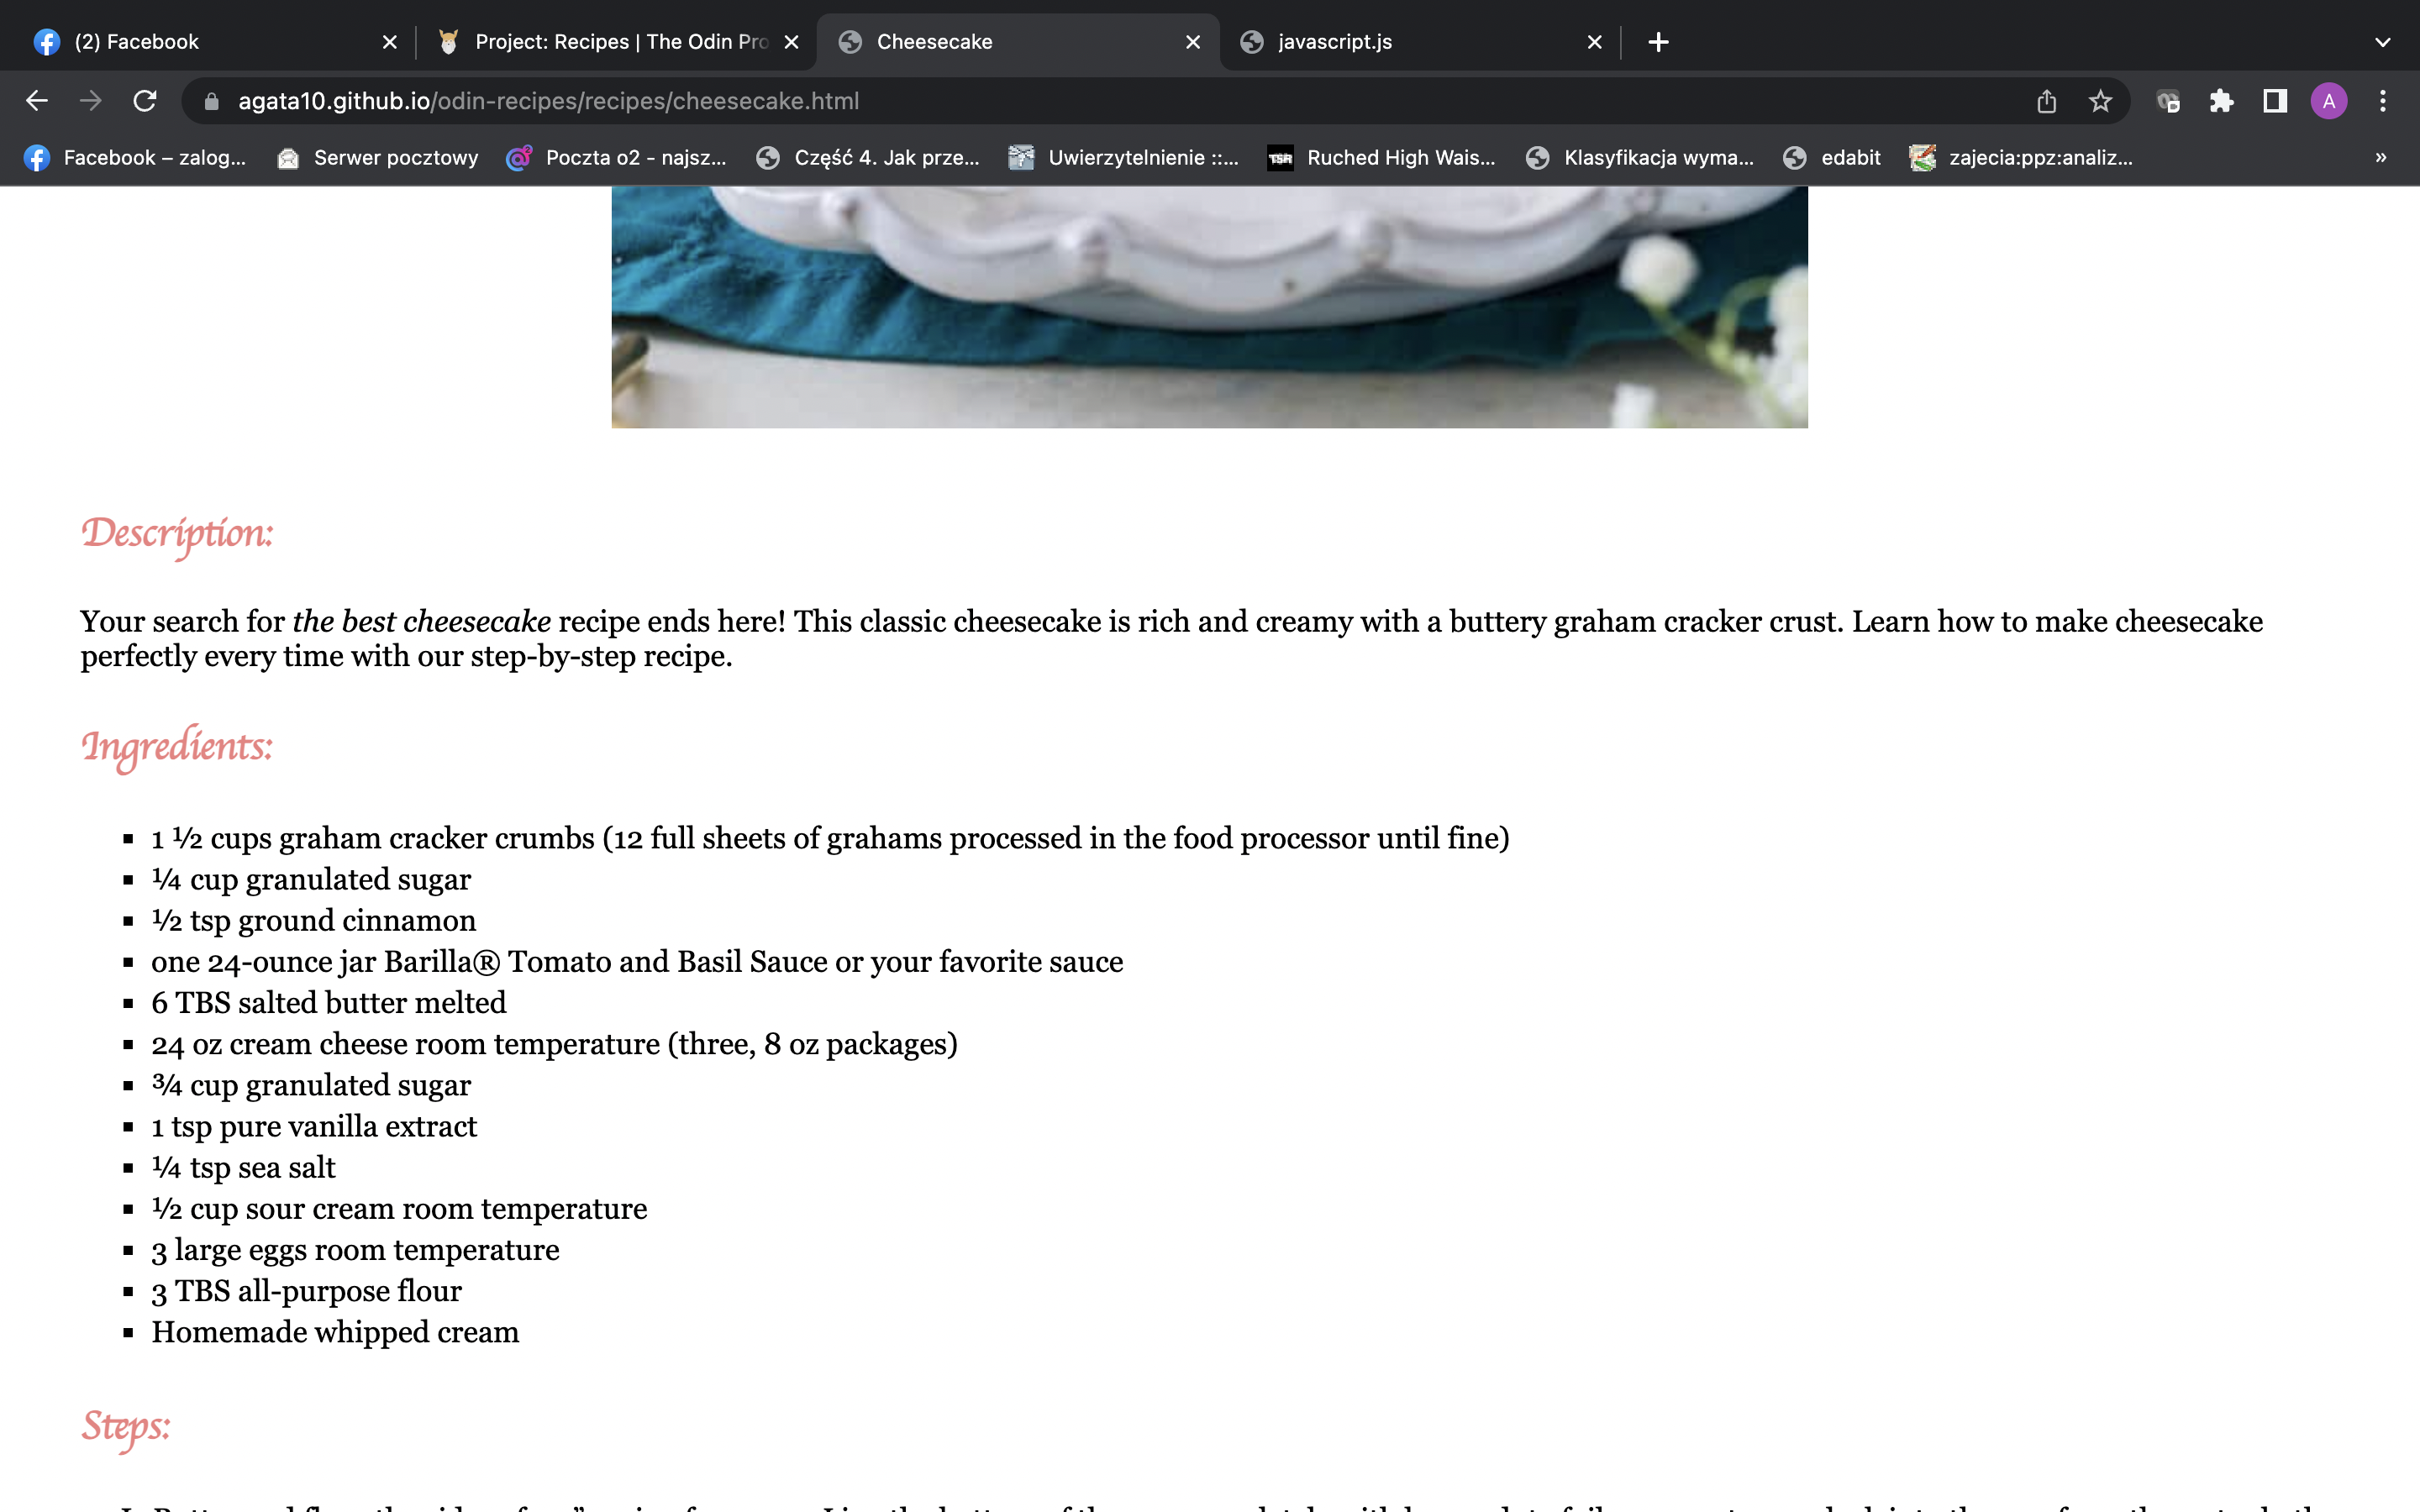 (2) Facebook
Project: Recipes | The Odin Pro
Cheesecake
javascript.js
agata10.github.io/odin-recipes/recipes/cheesecake.html
A
Facebook – zalog...
Serwer pocztowy
Poczta o2 - najsz...
Część 4. Jak prze...
Uwierzytelnienie ::...
TSR
Ruched High Wais...
Klasyfikacja wyma...
edabit
zajecia:ppz:analiz...
»
Description:
Your search for the best cheesecake recipe ends here! This classic cheesecake is rich and creamy with a buttery graham cracker crust. Learn how to make cheesecake
perfectly every time with our step-by-step recipe.
Ingredients:
▪ 1 ½ cups graham cracker crumbs (12 full sheets of grahams processed in the food processor until fine)
▪ ¼ cup granulated sugar
▪ ½ tsp ground cinnamon
▪ one 24-ounce jar Barilla® Tomato and Basil Sauce or your favorite sauce
▪ 6 TBS salted butter melted
▪ 24 oz cream cheese room temperature (three, 8 oz packages)
▪ ¾ cup granulated sugar
▪ 1 tsp pure vanilla extract
▪ ¼ tsp sea salt
▪ ½ cup sour cream room temperature
▪ 3 large eggs room temperature
▪ 3 TBS all-purpose flour
▪ Homemade whipped cream
Steps: